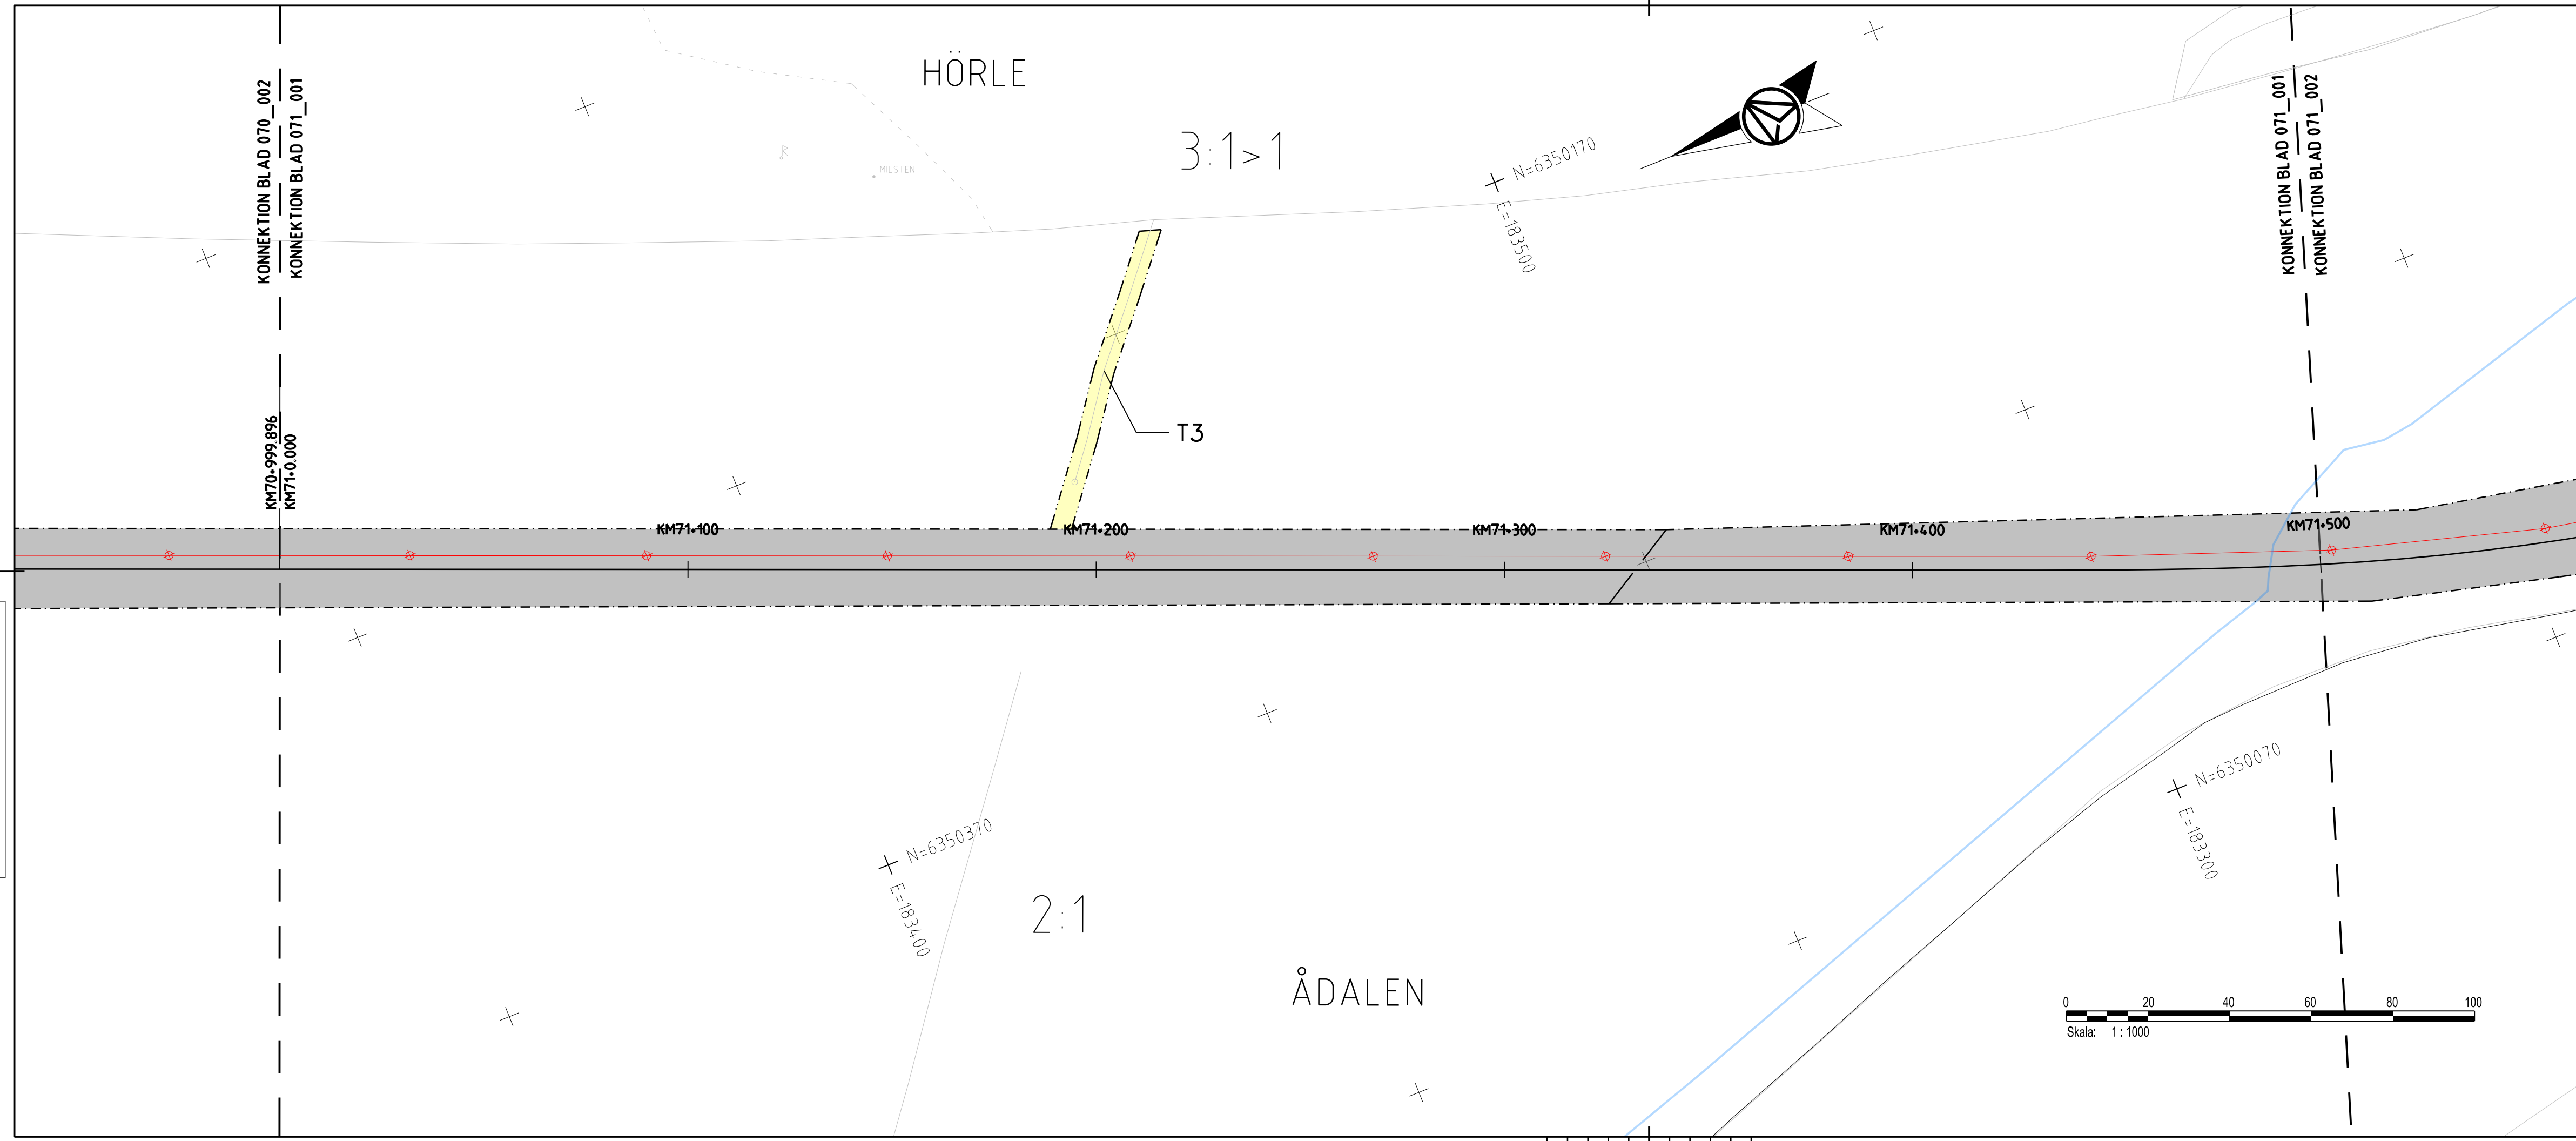 KONNEKTION BLAD 070_002
KONNEKTION BLAD 071_001
HÖRLE
3:1>1
MILSTEN
N=6350170
E=183500
KONNEKTION BLAD 071_001
KONNEKTION BLAD 071_002
KM70+999.896
KM71+0.000
T3
KM71+100
KM71+200
KM71+300
KM71+400
KM71+500
N=6350370
E=183400
N=6350070
E=183300
2:1
ÅDALEN
0 20 40 60 80 100
Skala: 1 : 1000